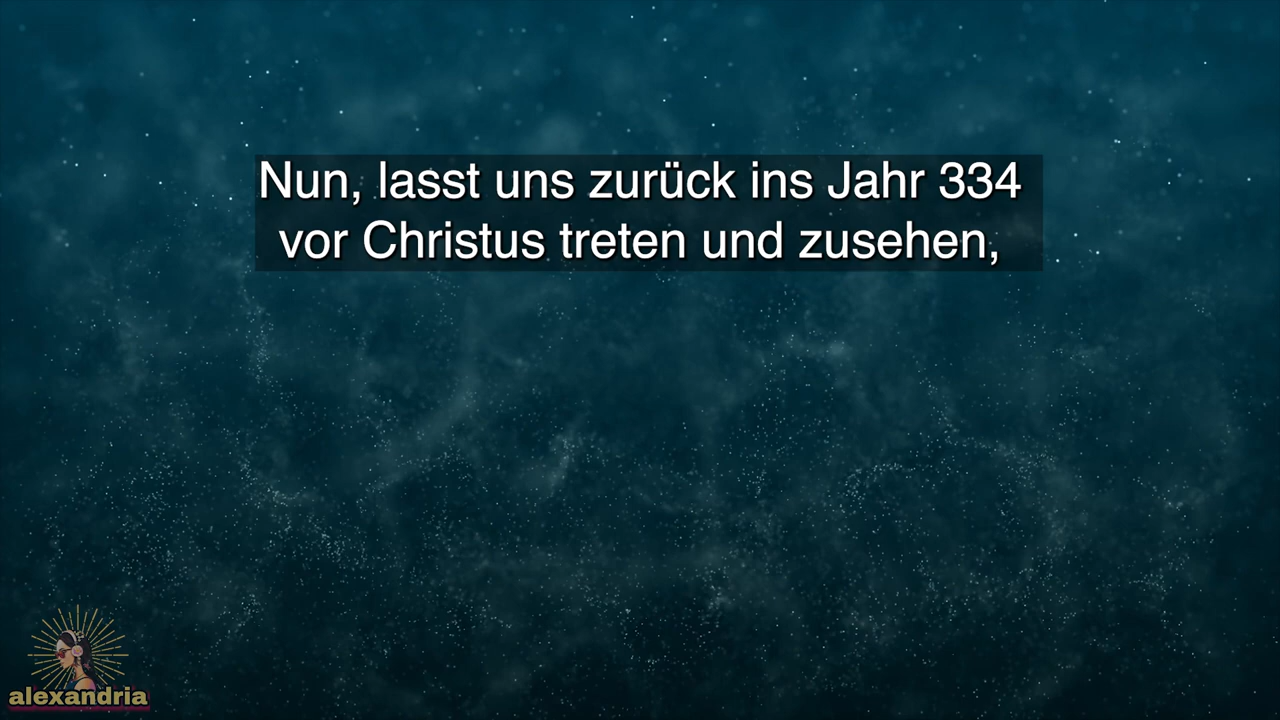 Nun, lasst uns zurück ins Jahr 334
vor Christus treten und zusehen,
alexandria